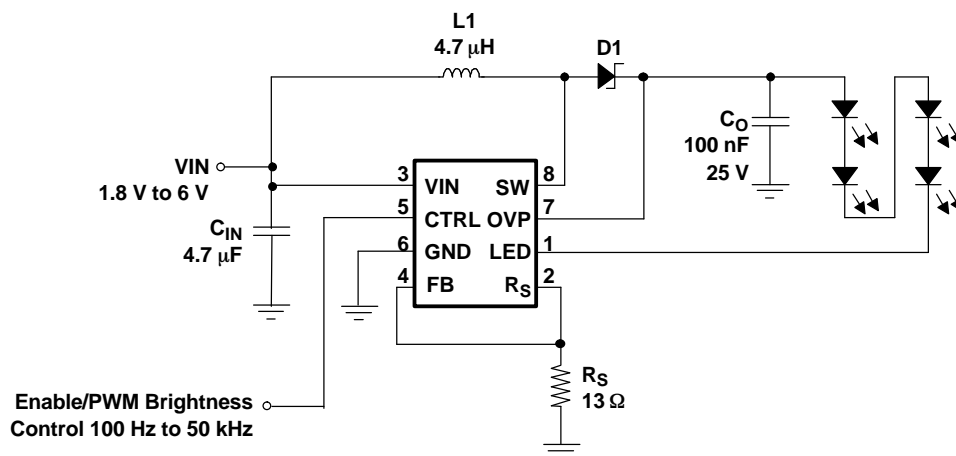 L1
4.7 μH
D1
C_O
100 nF
25 V
VIN
1.8 V to 6 V
C_IN
4.7 μF
3 VIN SW 8
5 CTRL OVP 7
6 GND LED 1
4 FB R_S 2
R_S
13 Ω
Enable/PWM Brightness
Control 100 Hz to 50 kHz